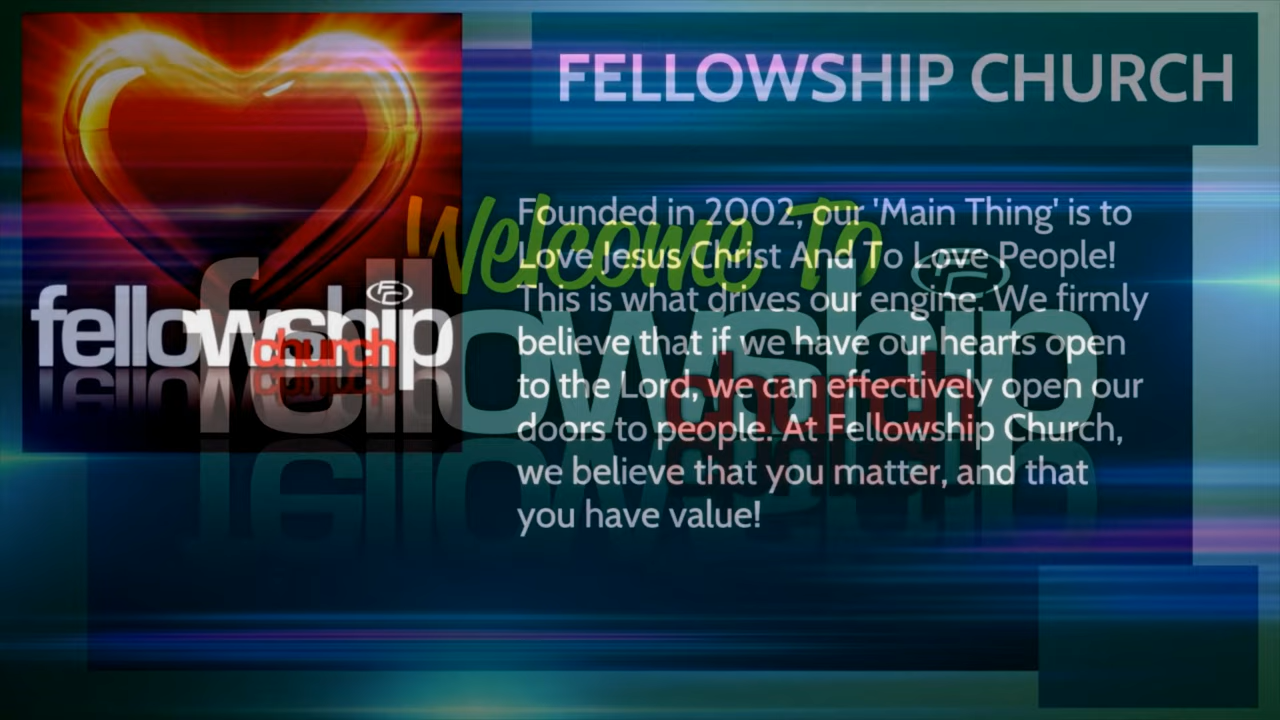 FELLOWSHIP CHURCH
Welcome To
Founded in 2002, our 'Main Thing' is to
Love Jesus Christ And To Love People!
This is what drives our engine. We firmly
believe that if we have our hearts open
to the Lord, we can effectively open our
doors to people. At Fellowship Church,
we believe that you matter, and that
you have value!
FC
fellowship
church
FC
fellowship
church